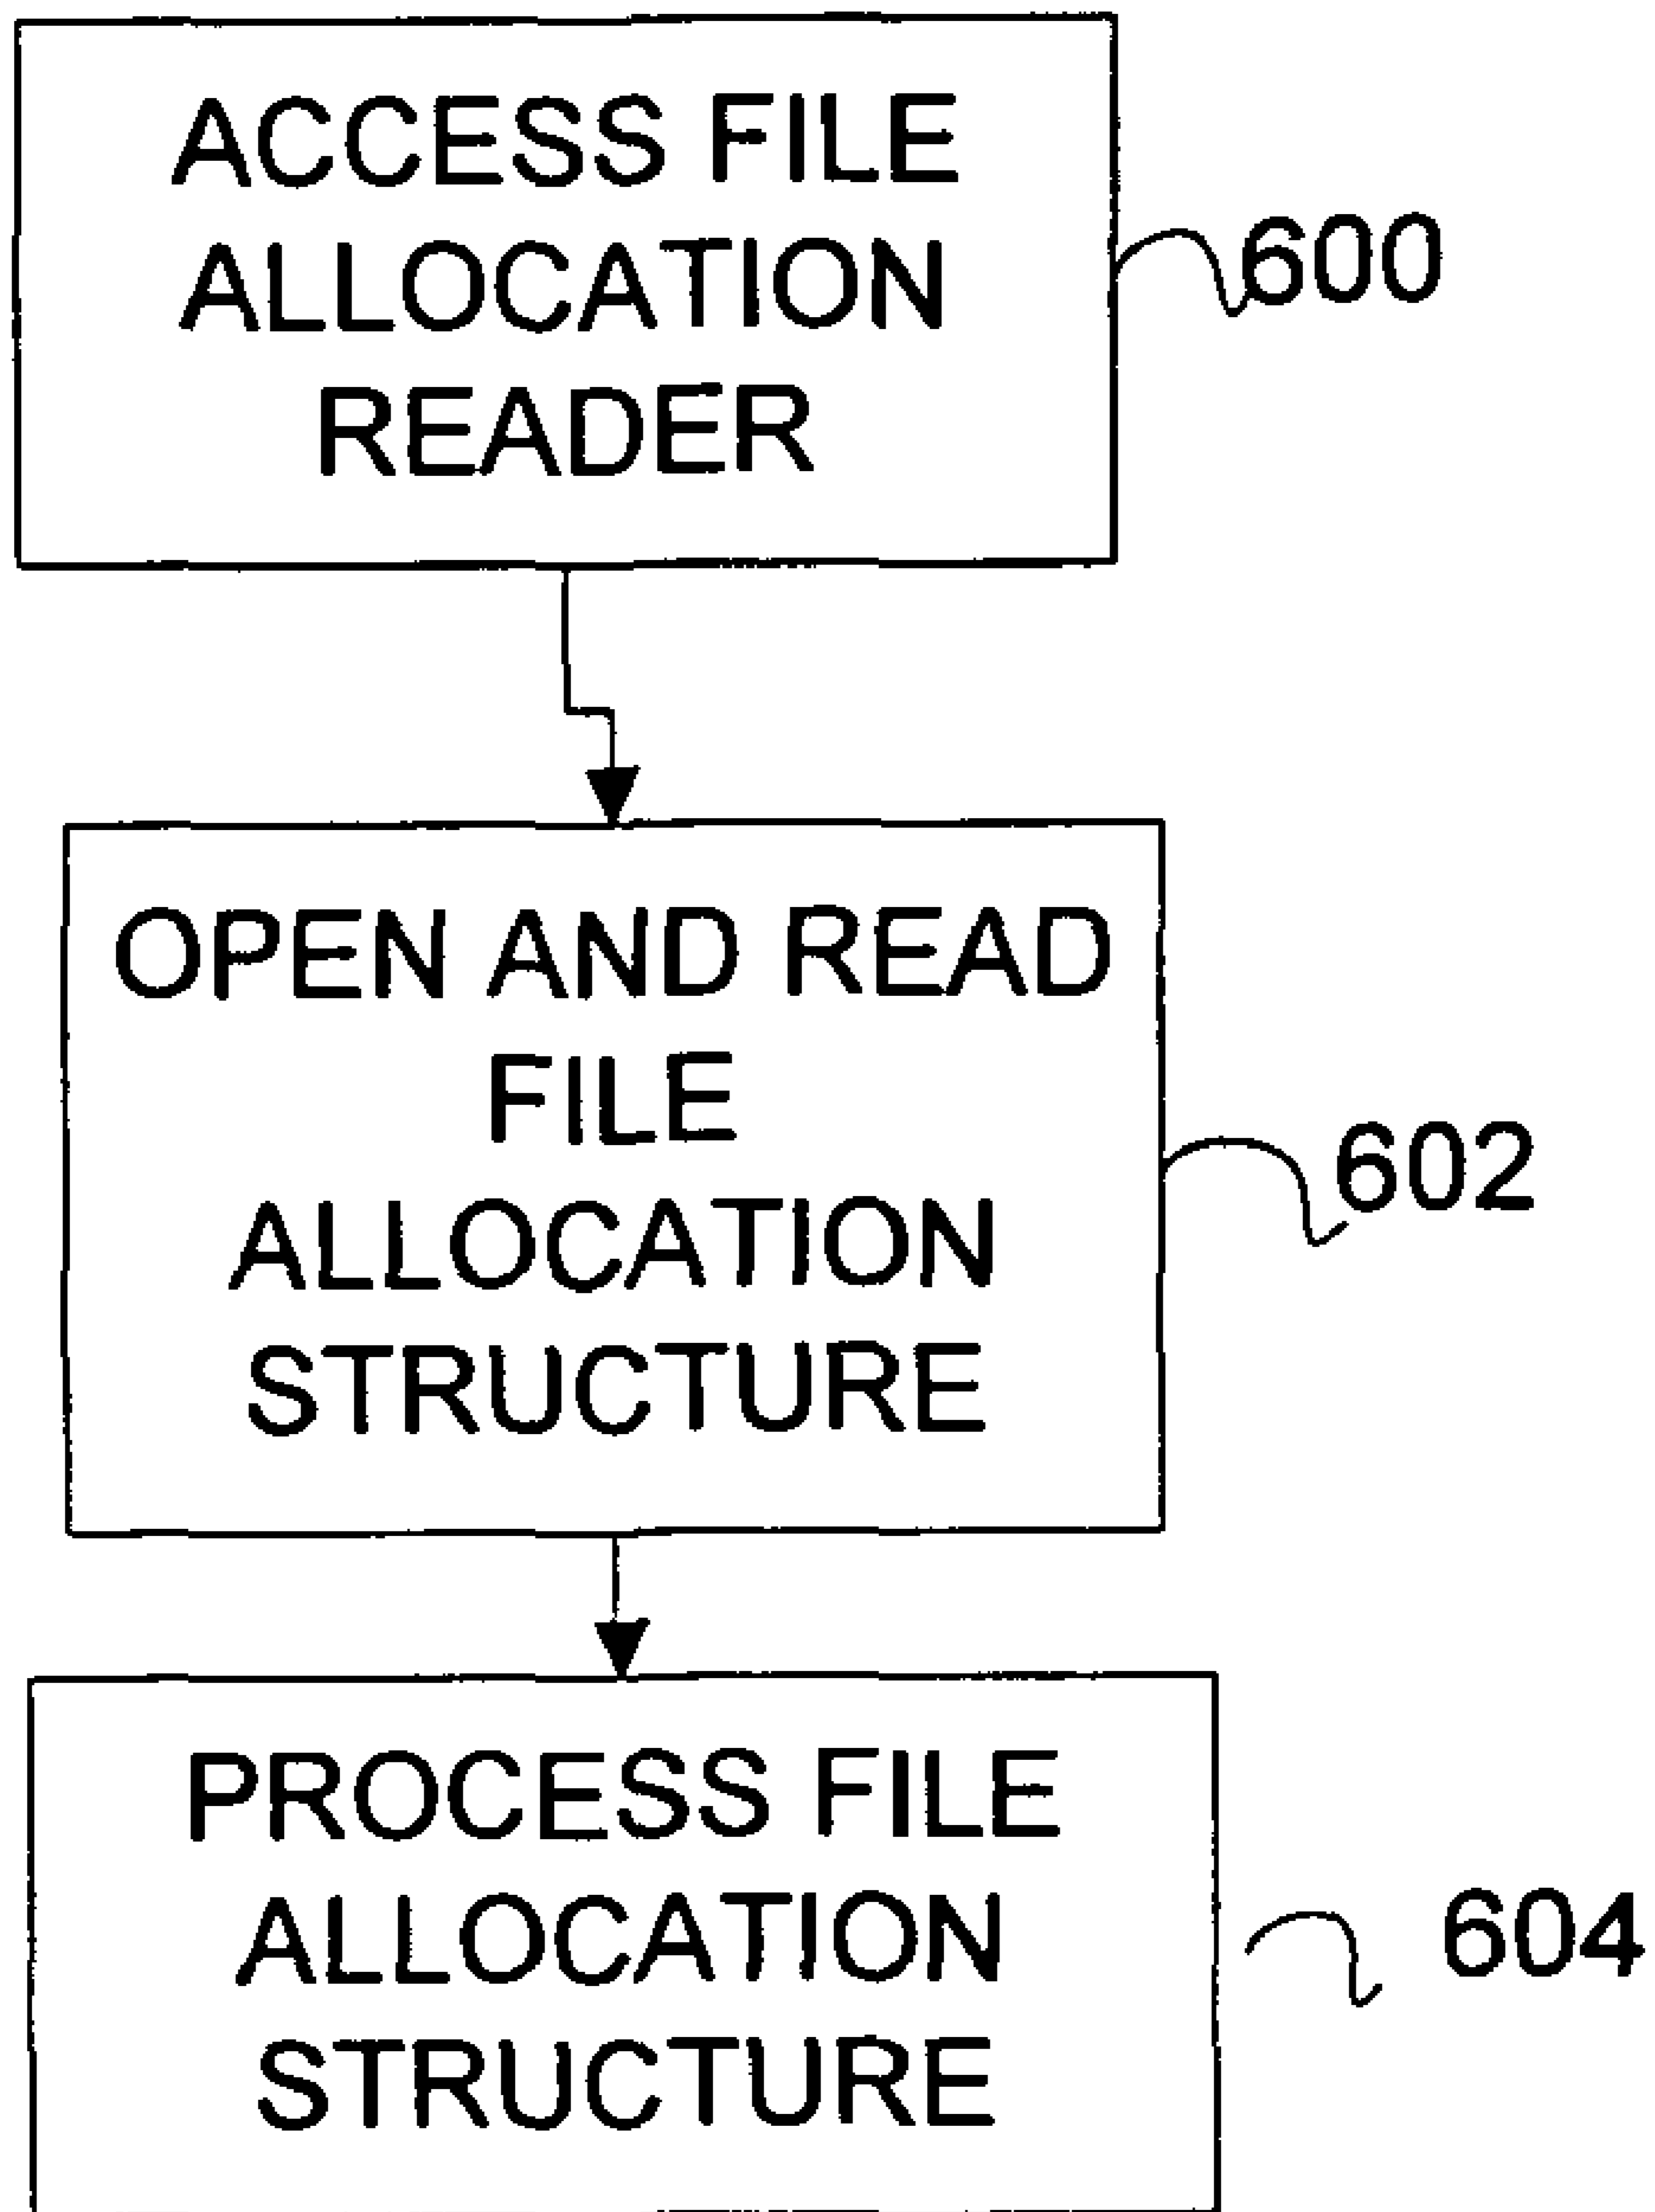 ACCESS FILE
ALLOCATION
READER
600
OPEN AND READ
FILE
ALLOCATION
STRUCTURE
602
PROCESS FILE
ALLOCATION
STRUCTURE
604